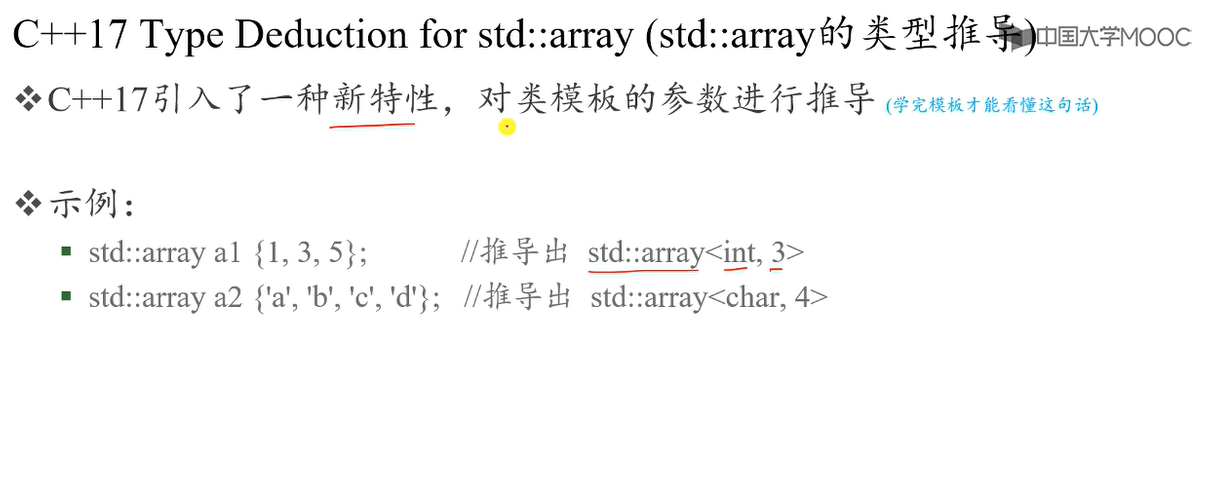 C++17 Type Deduction for std::array (std::array的类型推导)
中国大学MOOC
C++17引入了一种新特性，对类模板的参数进行推导 (学完模板才能看懂这句话)
示例：
std::array a1 {1, 3, 5}; //推导出 std::array<int, 3>
std::array a2 {'a', 'b', 'c', 'd'}; //推导出 std::array<char, 4>